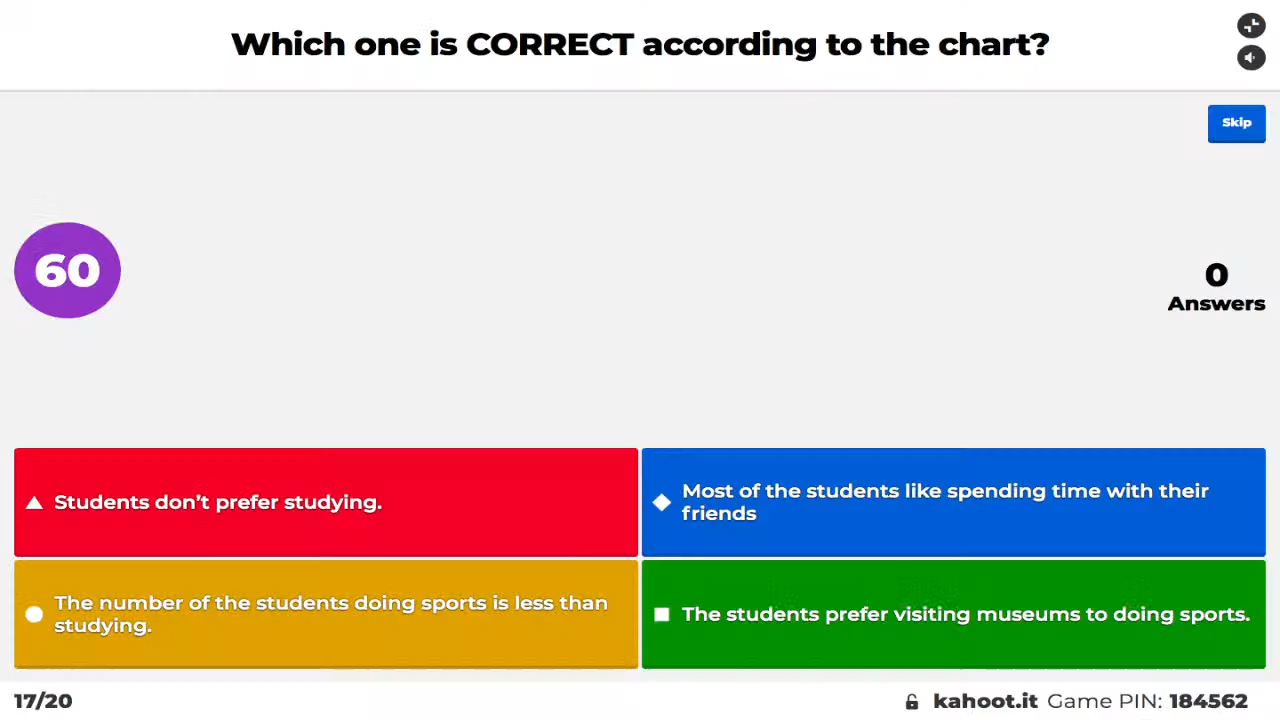 Which one is CORRECT according to the chart?
Skip
60
0
Answers
Students don’t prefer studying.
Most of the students like spending time with their
friends
The number of the students doing sports is less than
studying.
The students prefer visiting museums to doing sports.
17/20
kahoot.it Game PIN: 184562